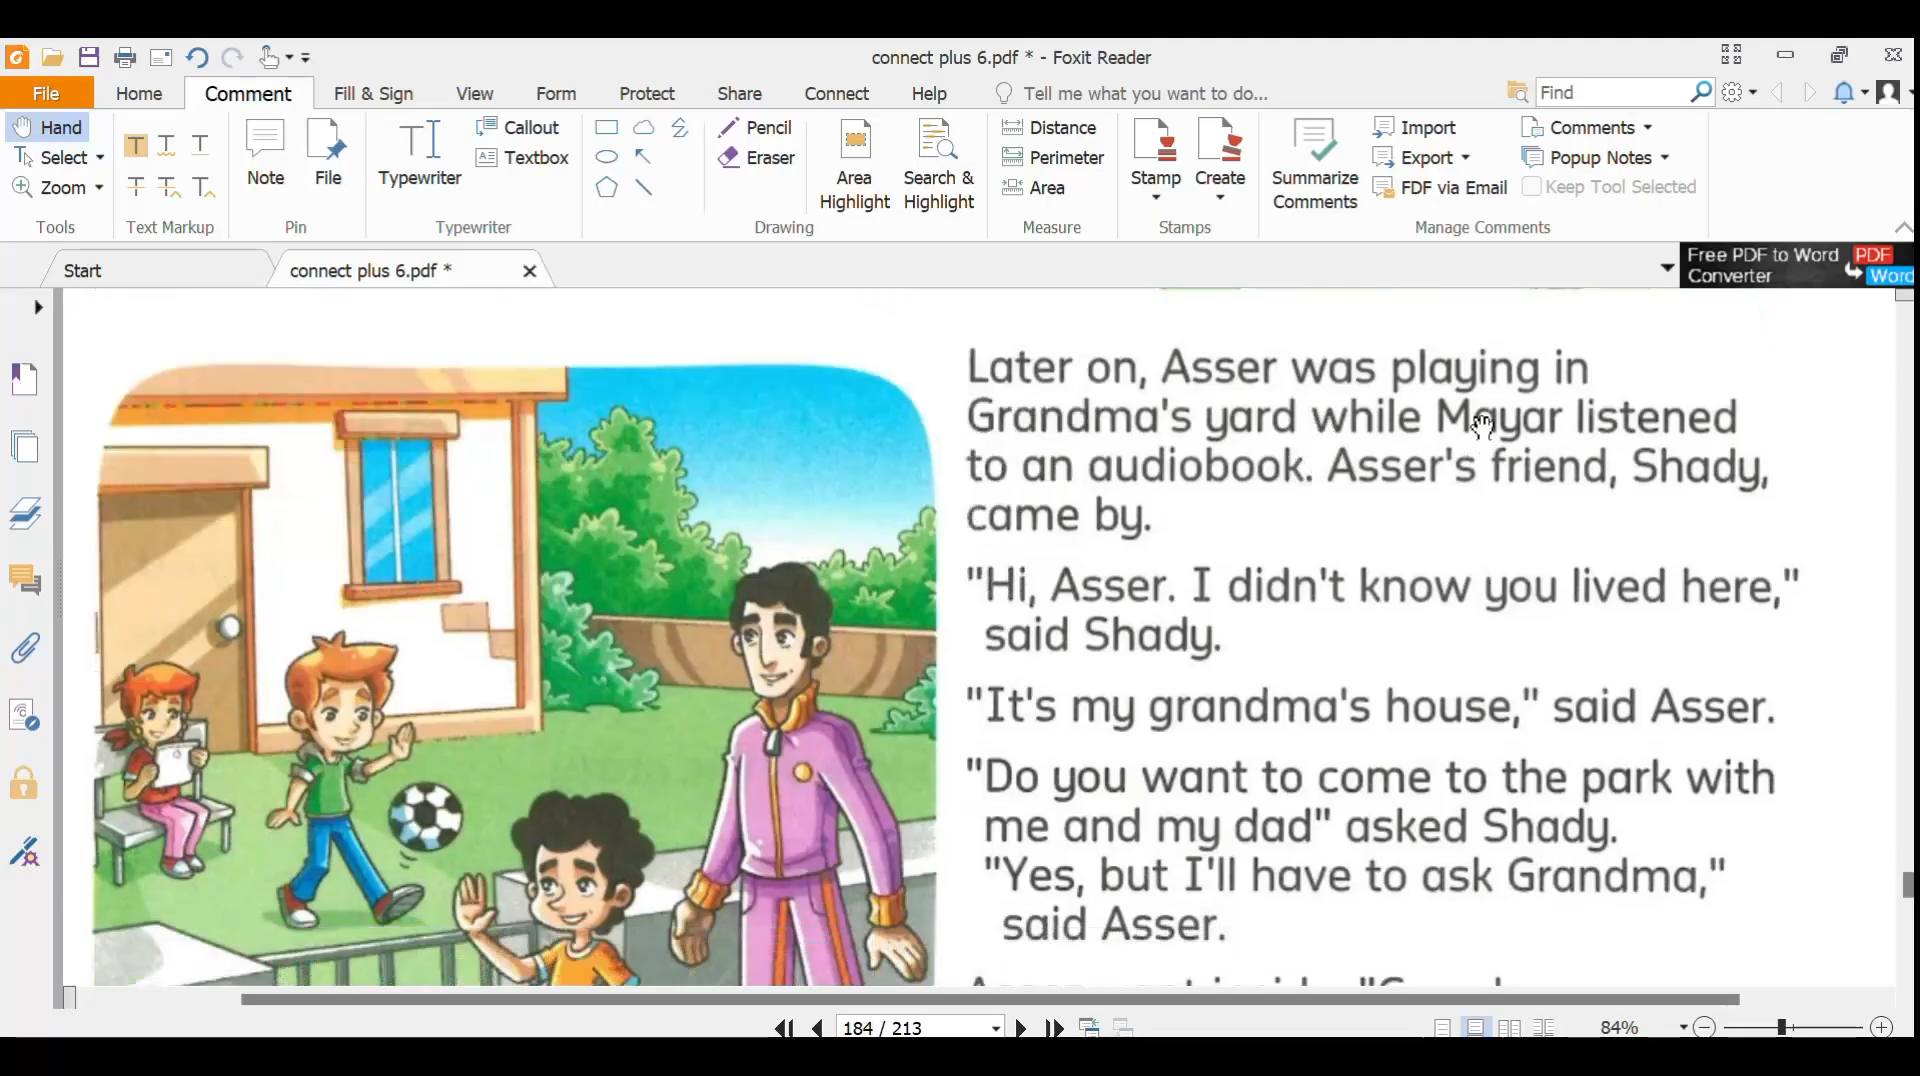 connect plus 6.pdf * - Foxit Reader
File Home Comment Fill & Sign View Form Protect Share Connect Help Tell me what you want to do... Find
Hand
Select
Zoom
Tools
Text Markup
Note
File
Pin
Typewriter
Callout
Textbox
Typewriter
Pencil
Eraser
Area
Highlight
Search &
Highlight
Drawing
Distance
Perimeter
Area
Measure
Stamp
Create
Stamps
Summarize
Comments
Import
Export
FDF via Email
Comments
Popup Notes
Keep Tool Selected
Manage Comments
Start
connect plus 6.pdf *
Free PDF to Word
Converter
PDF
Word
Later on, Asser was playing in
Grandma's yard while Mayar listened
to an audiobook. Asser's friend, Shady,
came by.
"Hi, Asser. I didn't know you lived here,"
said Shady.
"It's my grandma's house," said Asser.
"Do you want to come to the park with
me and my dad" asked Shady.
"Yes, but I'll have to ask Grandma,"
said Asser.
184 / 213
84%